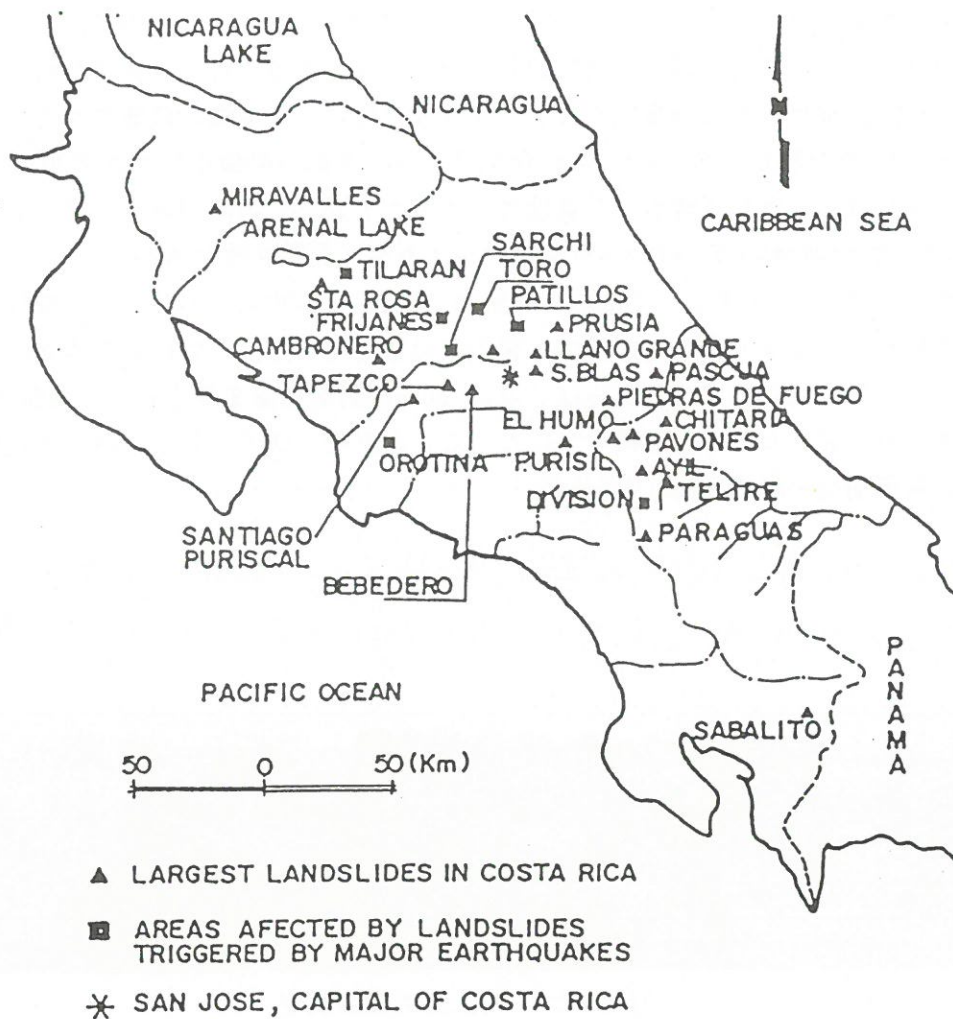 NICARAGUA
LAKE
NICARAGUA
CARIBBEAN SEA
MIRAVALLES
ARENAL LAKE
SARCHI
TILARAN
TORO
STA ROSA
PATILLOS
FRIJANES
PRUSIA
CAMBRONERO
LLANO GRANDE
S.BLAS
PASCUA
TAPEZCO
PIEDRAS DE FUEGO
EL HUMO
CHITARIA
PAVONES
OROTINA
PURISIL
AYIL
TELIRE
DIVISION
SANTIAGO
PURISCAL
PARAGUAS
BEBEDERO
PANAMA
PACIFIC OCEAN
SABALITO
50 0 50 (Km)
LARGEST LANDSLIDES IN COSTA RICA
AREAS AFECTED BY LANDSLIDES
TRIGGERED BY MAJOR EARTHQUAKES
SAN JOSE, CAPITAL OF COSTA RICA